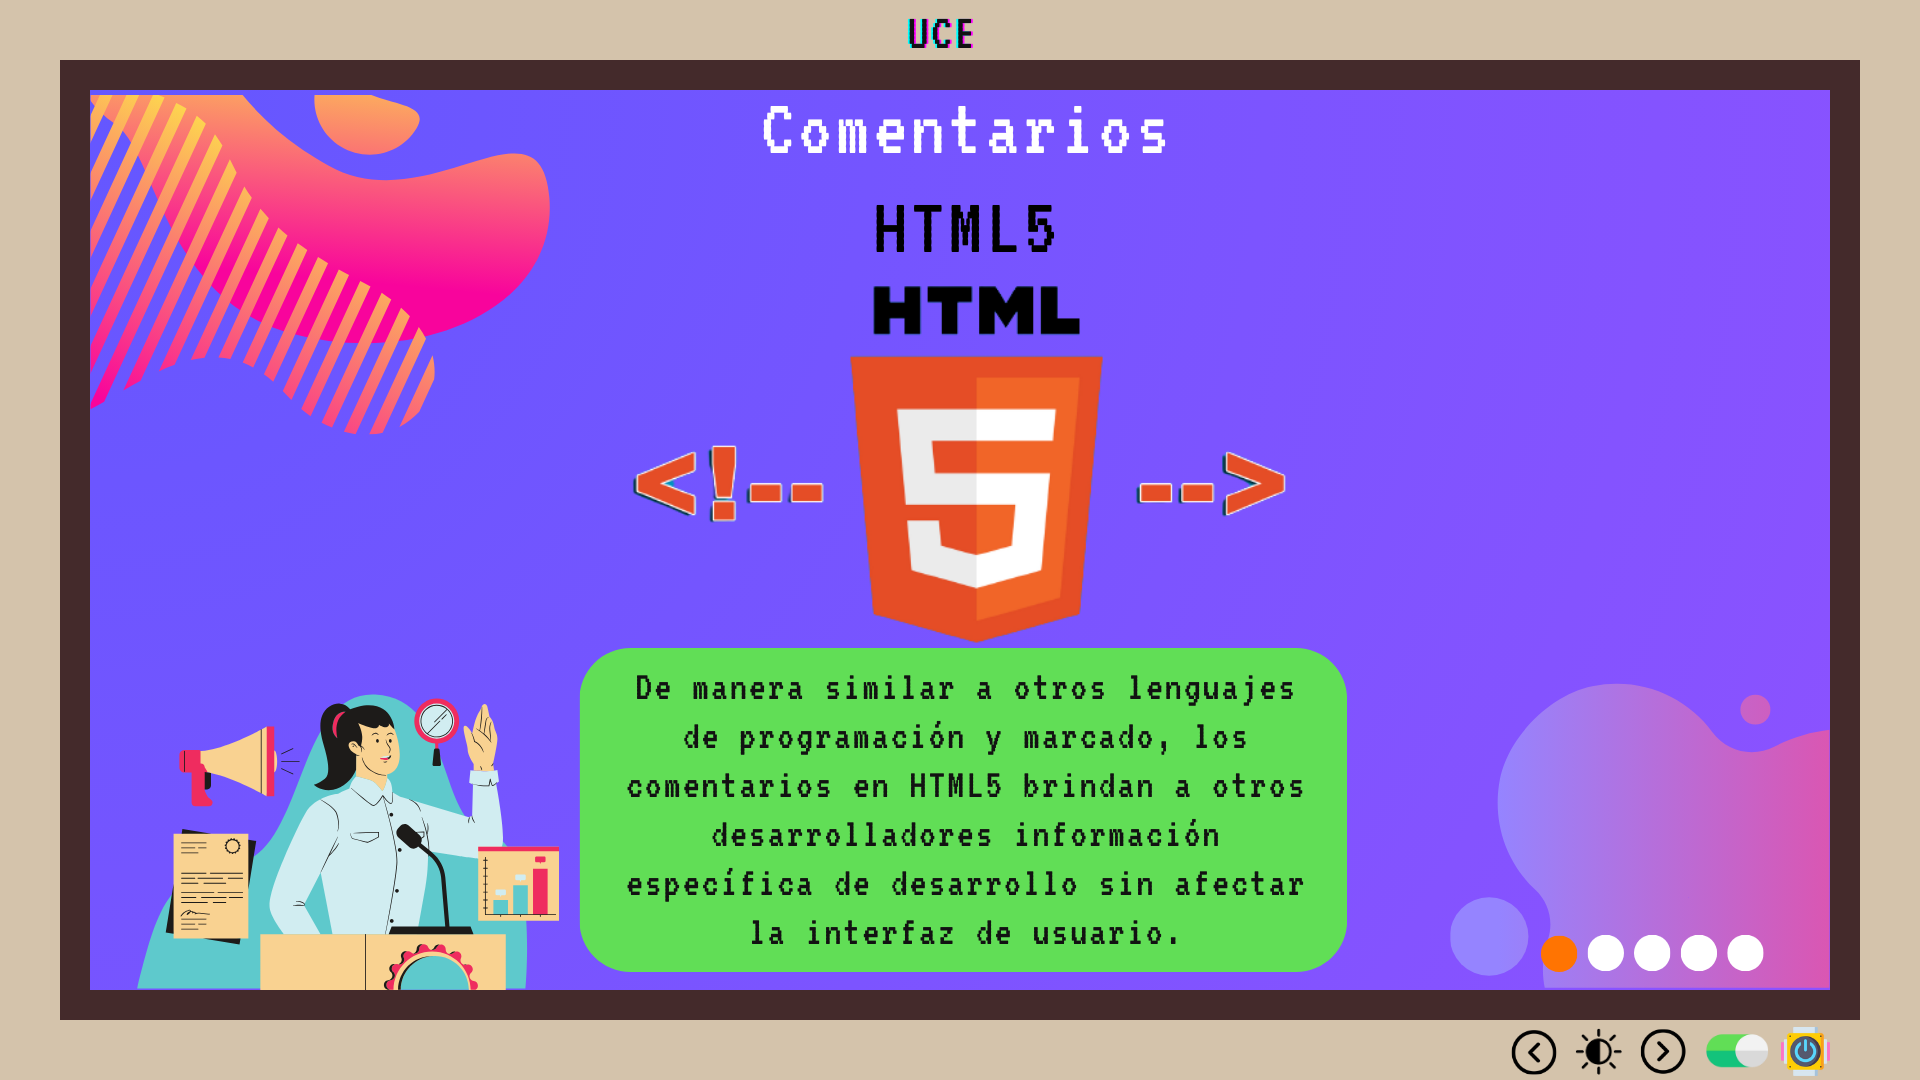 UCE
Comentarios
HTML5
HTML
5
<!-- -->
De manera similar a otros lenguajes
de programación y marcado, los
comentarios en HTML5 brindan a otros
desarrolladores información
específica de desarrollo sin afectar
la interfaz de usuario.